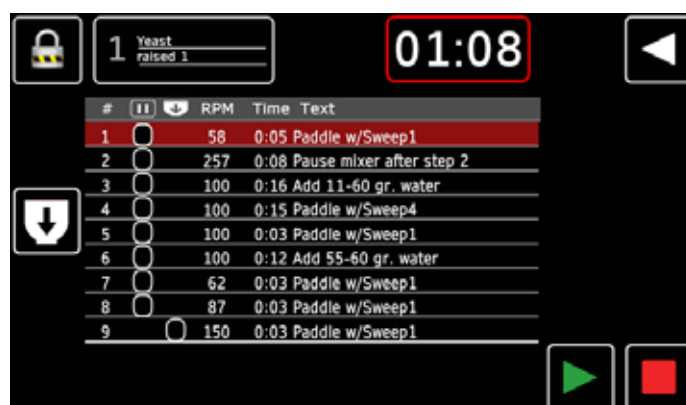 1 Yeast
raised 1
01:08
# RPM Time Text
1 58 0:05 Paddle w/Sweep1
2 257 0:08 Pause mixer after step 2
3 100 0:16 Add 11-60 gr. water
4 100 0:15 Paddle w/Sweep4
5 100 0:03 Paddle w/Sweep1
6 100 0:12 Add 55-60 gr. water
7 62 0:03 Paddle w/Sweep1
8 87 0:03 Paddle w/Sweep1
9 150 0:03 Paddle w/Sweep1